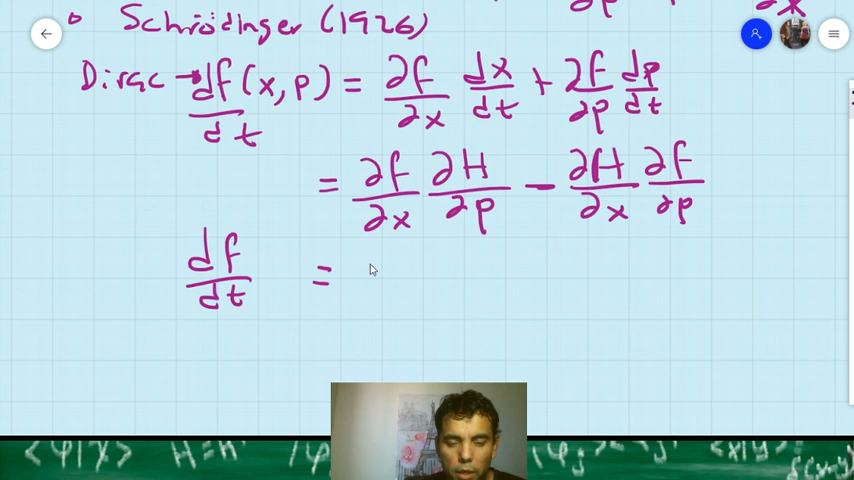 Schrödinger (1926)
∂p ∂x
Dirac → df/dt (x, p) = ∂f/∂x dx/dt + ∂f/∂p dp/dt
= ∂f/∂x ∂H/∂p − ∂H/∂x ∂f/∂p
df/dt =
<φ|x> H=